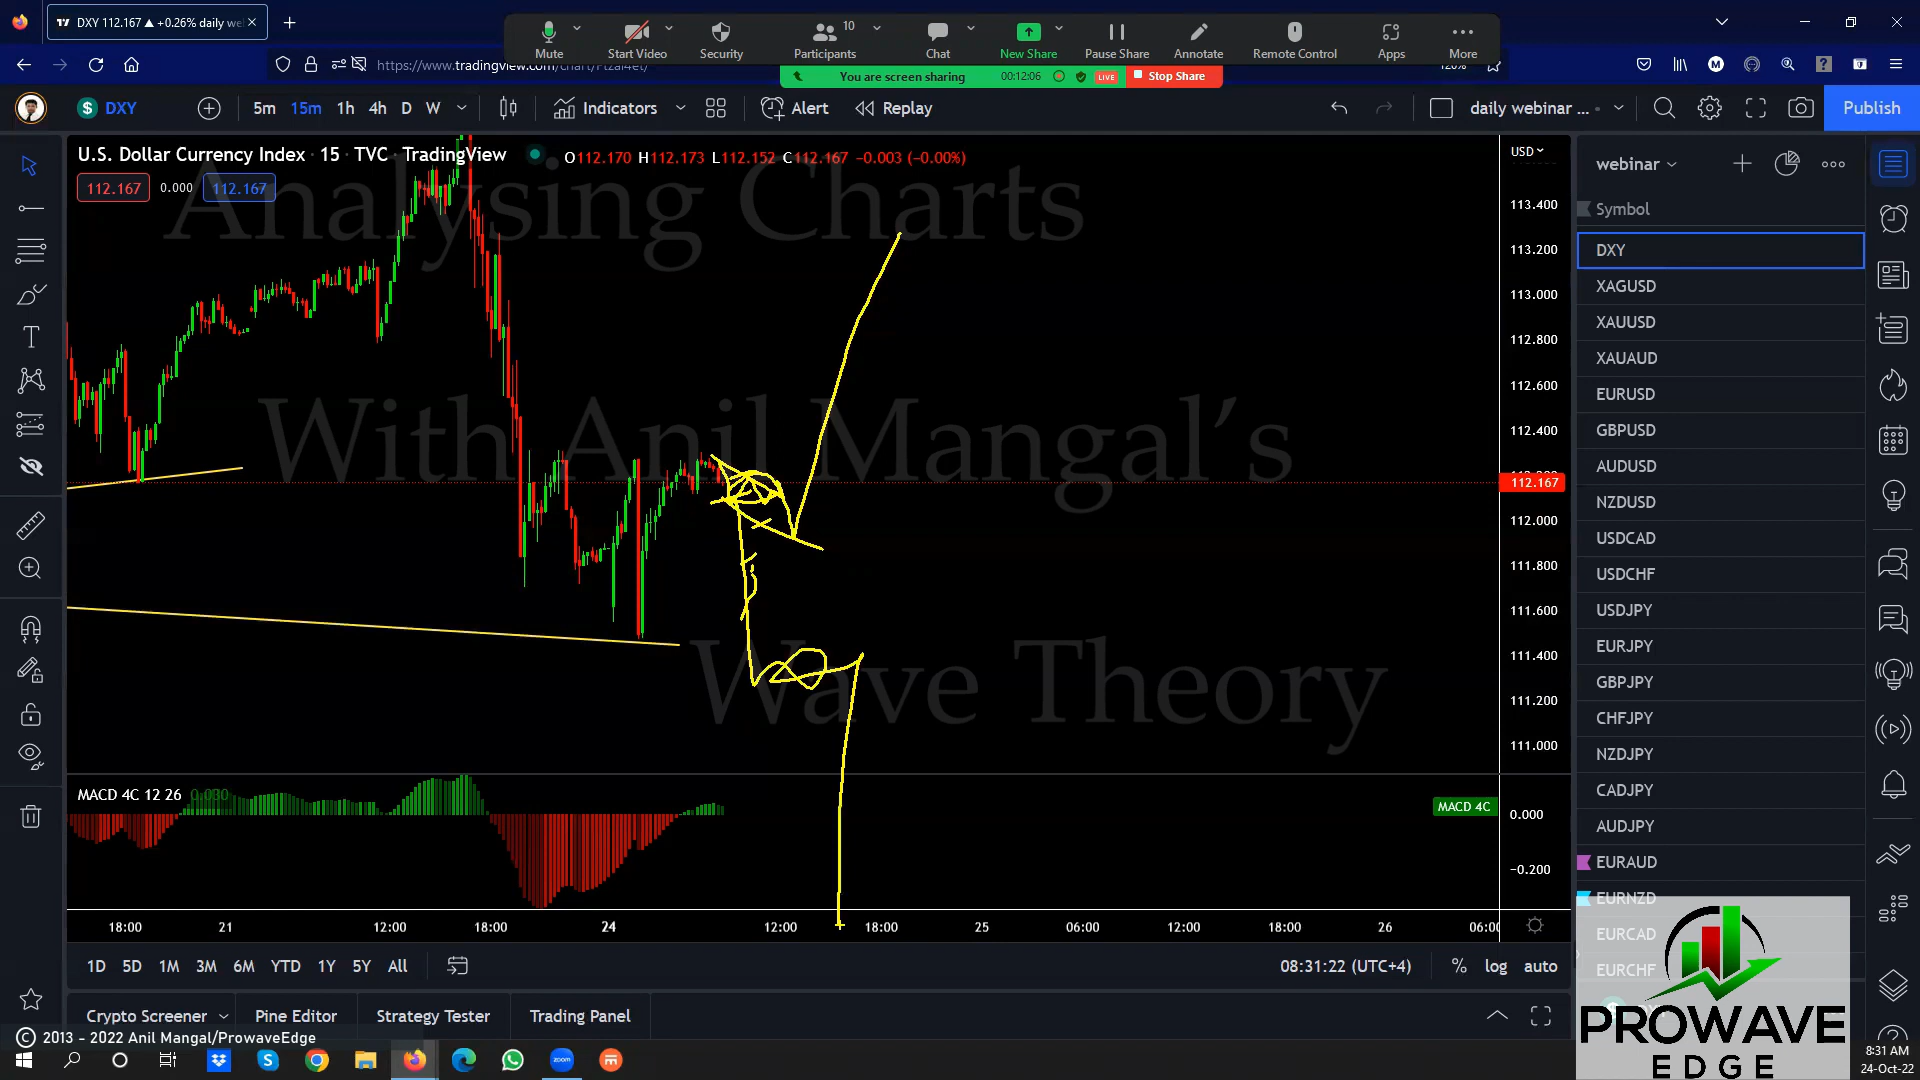 DXY 112.167 ▲ +0.26% daily we
Mute
Start Video
Security
Participants
10
Chat
New Share
Pause Share
Annotate
Remote Control
Apps
More
https://www.tradingview.com/chart/
You are screen sharing
00:12:06
LIVE
Stop Share
DXY
5m 15m 1h 4h D W
Indicators
Alert
Replay
daily webinar ...
Publish
U.S. Dollar Currency Index · 15 · TVC · TradingView
O112.170 H112.173 L112.152 C112.167 −0.003 (−0.00%)
112.167 0.000 112.167
Analysing Charts
With Anil Mangal's
Wave Theory
USD
113.400
113.200
113.000
112.800
112.600
112.400
112.167
112.000
111.800
111.600
111.400
111.200
111.000
MACD 4C 12 26 0.030
MACD 4C
0.000
−0.200
18:00 21 12:00 18:00 24 12:00 18:00 25 06:00 12:00 18:00 26 06:00
1D 5D 1M 3M 6M YTD 1Y 5Y All
08:31:22 (UTC+4)
% log auto
Crypto Screener
Pine Editor
Strategy Tester
Trading Panel
© 2013 - 2022 Anil Mangal/ProwaveEdge
webinar
Symbol
DXY
XAGUSD
XAUUSD
XAUAUD
EURUSD
GBPUSD
AUDUSD
NZDUSD
USDCAD
USDCHF
USDJPY
EURJPY
GBPJPY
CHFJPY
NZDJPY
CADJPY
AUDJPY
EURAUD
EURNZD
EURCAD
EURCHF
PROWAVE
EDGE
zoom
8:31 AM
24-Oct-22